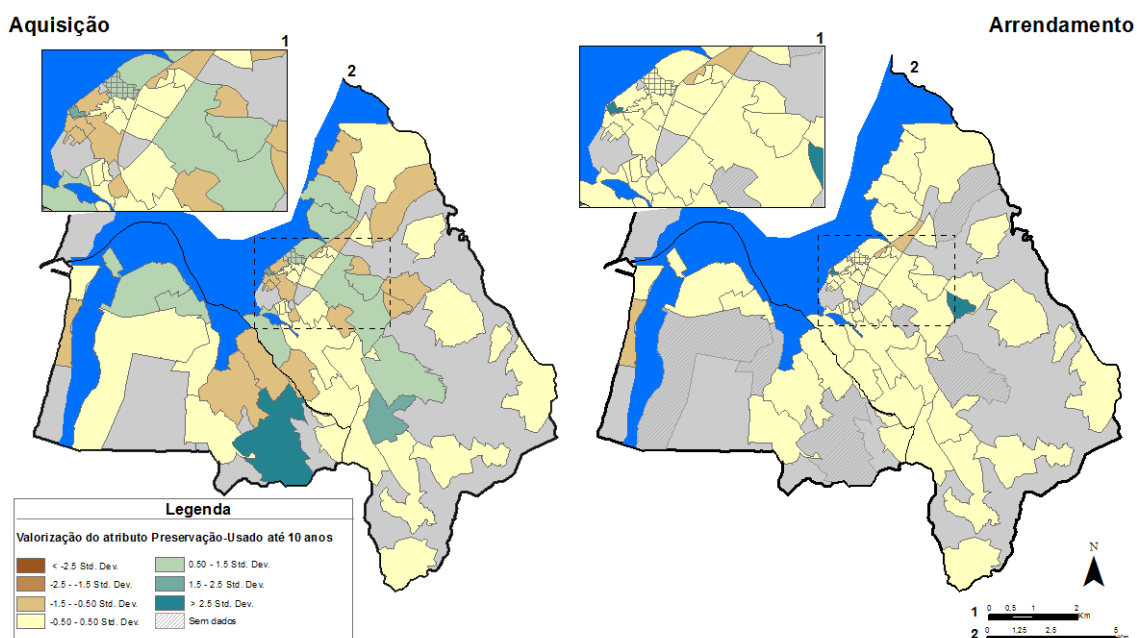 Aquisição
Arrendamento
1
2
1
2
Legenda
Valorização do atributo Preservação-Usado até 10 anos
< -2.5 Std. Dev.
-2.5 - -1.5 Std. Dev.
-1.5 - -0.50 Std. Dev.
-0.50 - 0.50 Std. Dev.
0.50 - 1.5 Std. Dev.
1.5 - 2.5 Std. Dev.
> 2.5 Std. Dev.
Sem dados
N
1 0 0,5 1 2 Km
2 0 1,25 2,5 5 Km